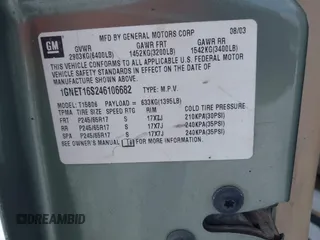 GM
MFD BY GENERAL MOTORS CORP 08/03
GVWR GAWR FRT GAWR RR
2903KG(6400LB) 1452KG(3200LB) 1542KG(3400LB)
THIS VEHICLE CONFORMS TO ALL APPLICABLE U.S. FEDERAL MOTOR
VEHICLE SAFETY STANDARDS IN EFFECT ON THE DATE OF
MANUFACTURE SHOWN ABOVE.
1GNET16S246106682 TYPE: M.P.V.
MODEL: T15806 PAYLOAD = 633KG(1395LB)
TPMA TIRE SIZE SPEED RTG RIM COLD TIRE PRESSURE
FRT P245/65R17 S 17X7J 210KPA(30PSI)
RR P245/65R17 S 17X7J 240KPA(35PSI)
SPA P245/65R17 S 17X7J 240KPA(35PSI)
SEE OWNER'S MANUAL FOR ADDITIONAL INFORMATION.
DREAMBID